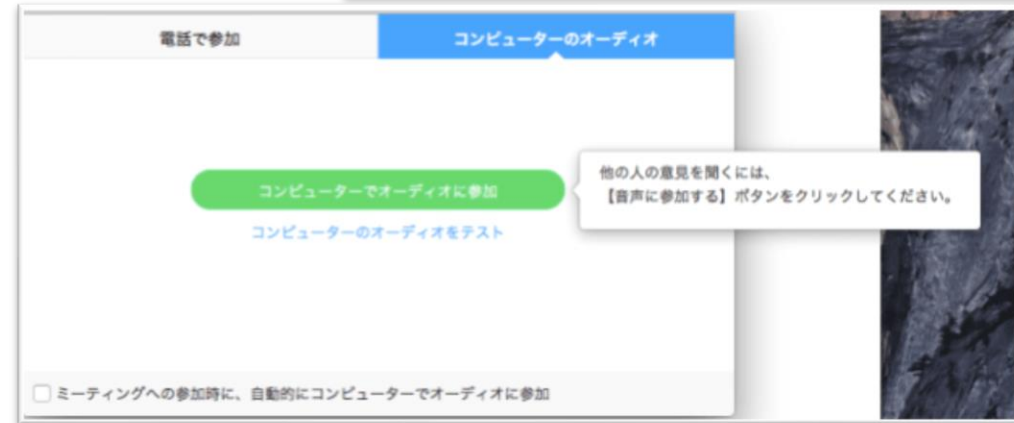 電話で参加
コンピューターのオーディオ
コンピューターでオーディオに参加
他の人の意見を聞くには、
【音声に参加する】ボタンをクリックしてください。
コンピューターのオーディオをテスト
ミーティングへの参加時に、自動的にコンピューターでオーディオに参加